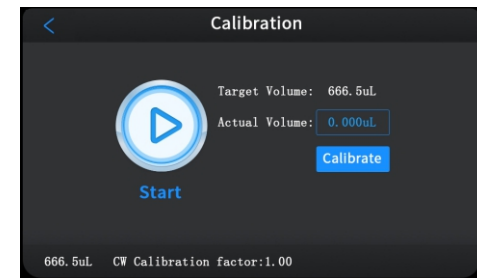 Calibration
Target Volume: 666.5uL
Actual Volume: 0.000uL
Calibrate
Start
666.5uL CW Calibration factor:1.00